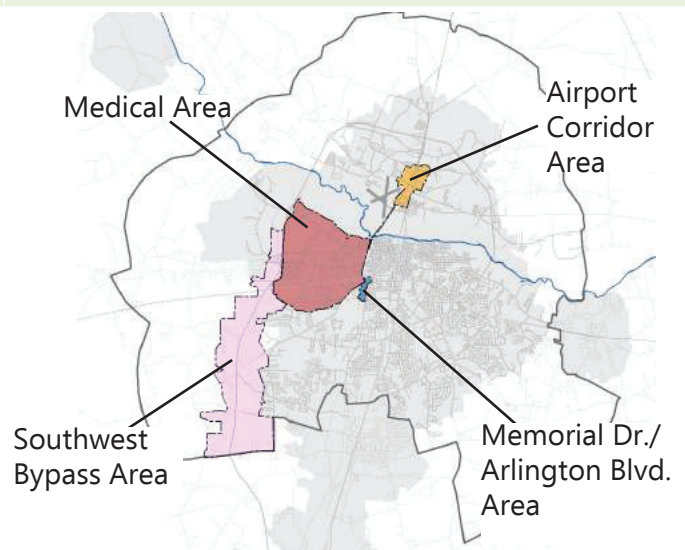 Medical Area
Airport
Corridor
Area
Southwest
Bypass Area
Memorial Dr./
Arlington Blvd.
Area